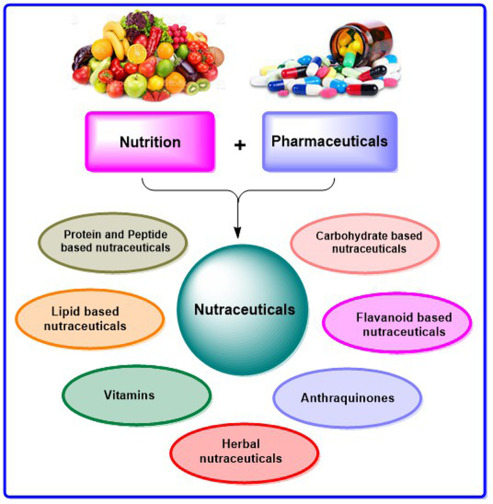 Nutrition
+
Pharmaceuticals
Protein and Peptide
based nutraceuticals
Carbohydrate based
nutraceuticals
Lipid based
nutraceuticals
Nutraceuticals
Flavanoid based
nutraceuticals
Vitamins
Anthraquinones
Herbal
nutraceuticals